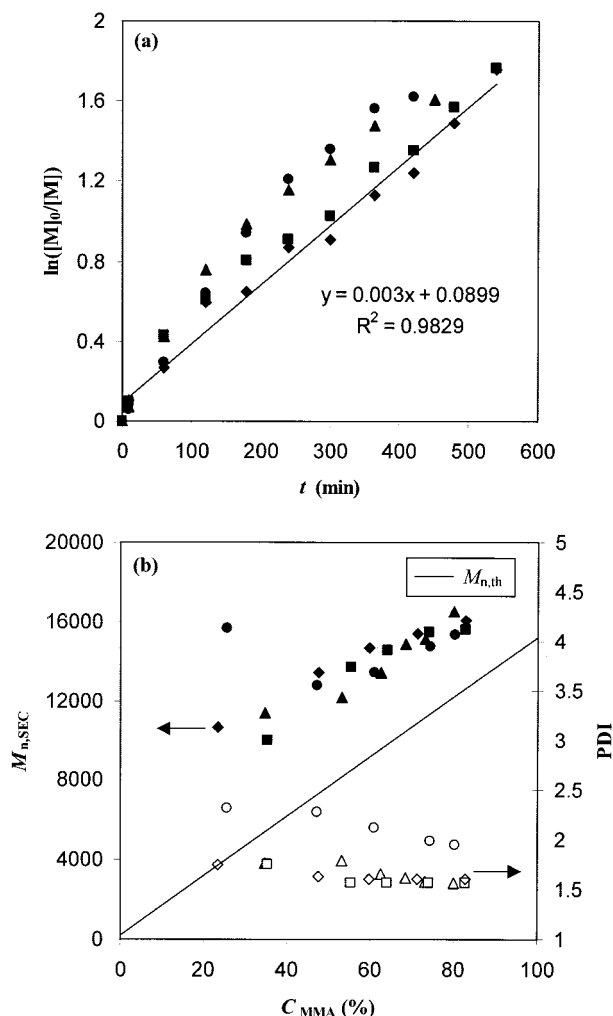 (a)
2
1.6
1.2
0.8
0.4
0
ln([M]0/[M])
y = 0.003x + 0.0899
R² = 0.9829
0 100 200 300 400 500 600
t (min)
(b)
20000
16000
12000
8000
4000
0
Mn,SEC
Mn,th
5
4.5
4
3.5
3
2.5
2
1.5
1
PDI
0 20 40 60 80 100
C MMA (%)